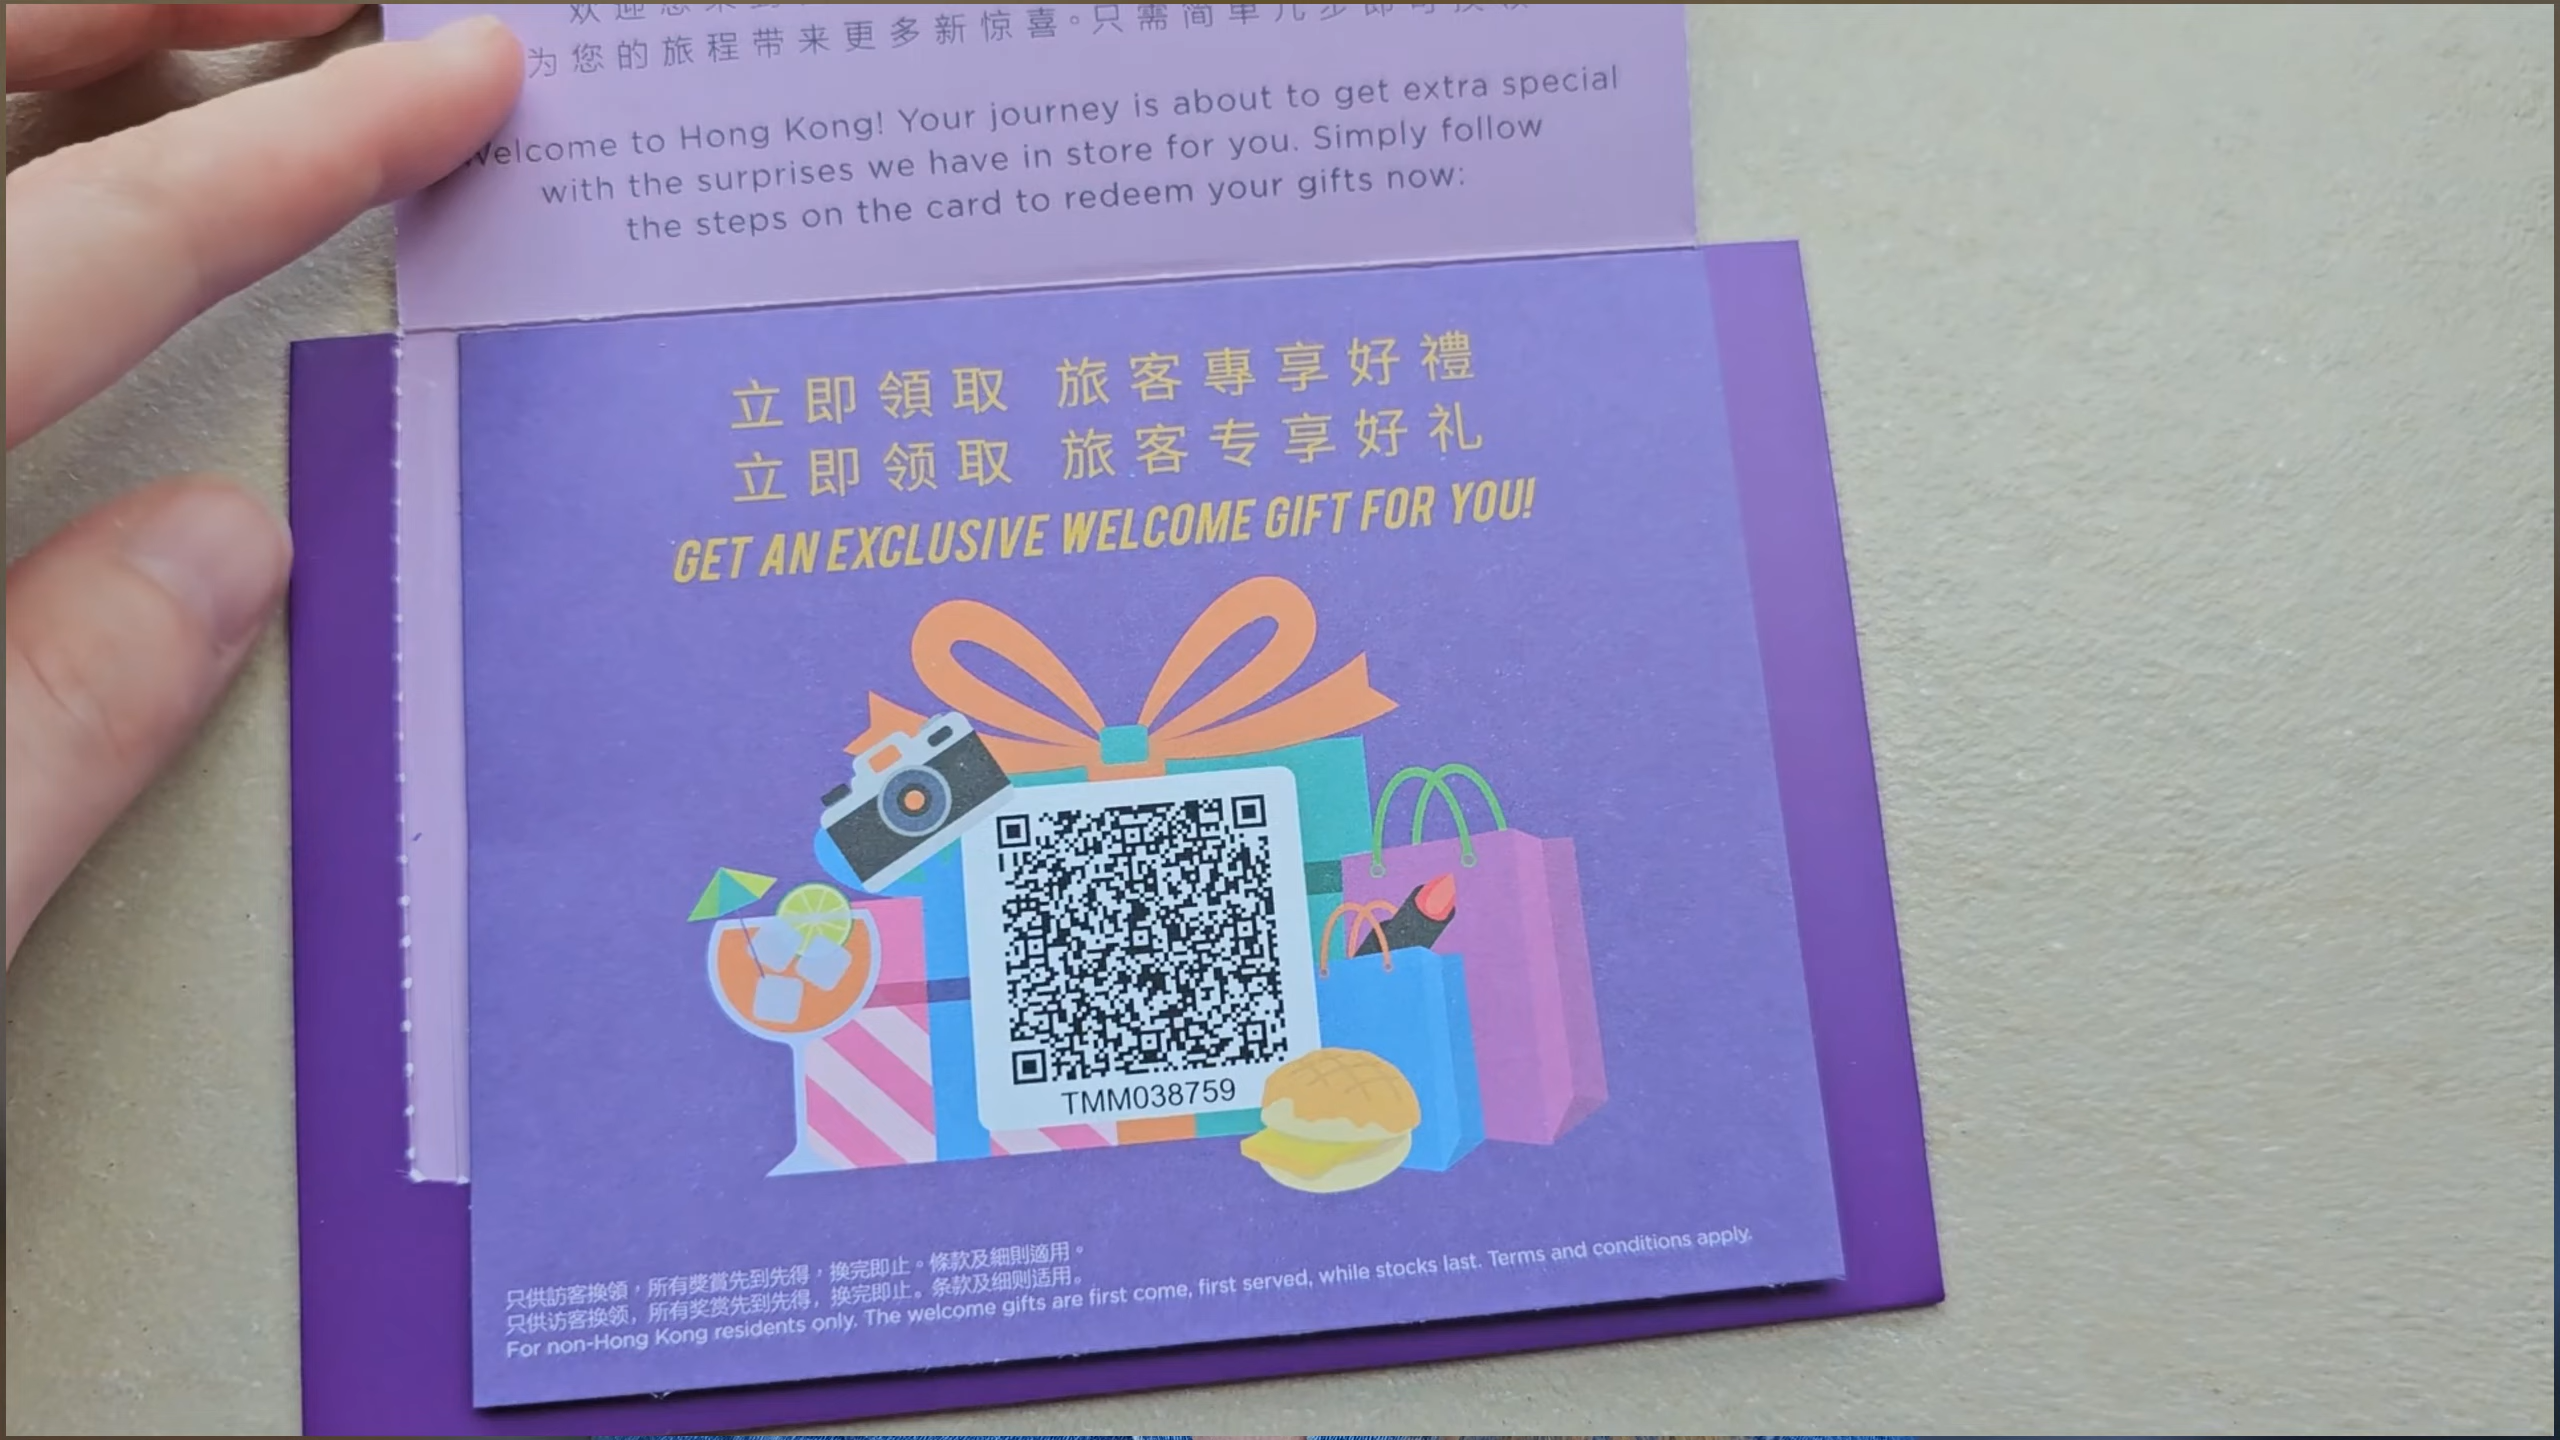 为您的旅程带来更多新惊喜。只需简单几步即可换领
Welcome to Hong Kong! Your journey is about to get extra special
with the surprises we have in store for you. Simply follow
the steps on the card to redeem your gifts now:
立即領取 旅客專享好禮
立即领取 旅客专享好礼
GET AN EXCLUSIVE WELCOME GIFT FOR YOU!
TMM038759
只供訪客換領，所有獎賞先到先得，換完即止。條款及細則適用。
只供访客换领，所有奖赏先到先得，换完即止。条款及细则适用。
For non-Hong Kong residents only. The welcome gifts are first come, first served, while stocks last. Terms and conditions apply.